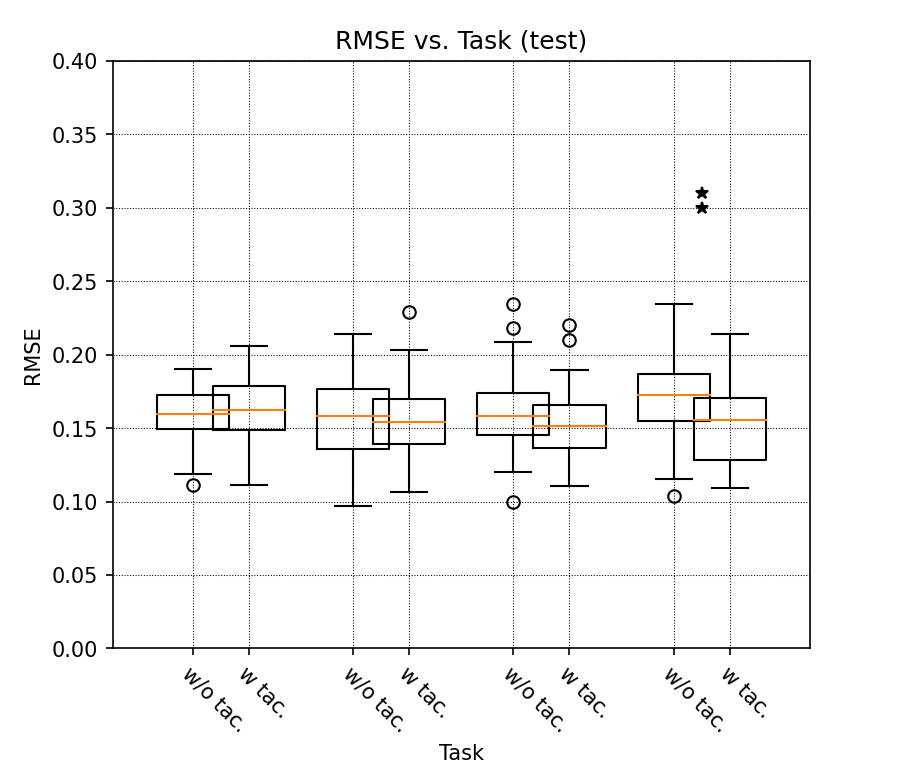 RMSE vs. Task (test)
0.40
0.35
0.30
0.25
0.20
0.15
0.10
0.05
0.00
RMSE
w/o tac.
w tac.
w/o tac.
w tac.
w/o tac.
w tac.
w/o tac.
w tac.
Task